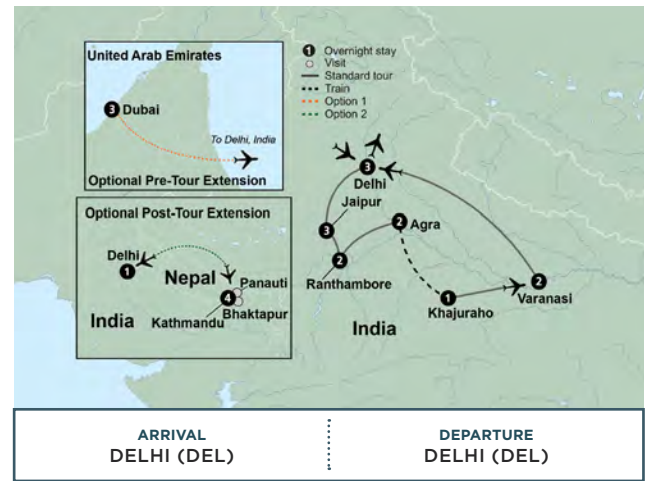 United Arab Emirates
3 Dubai
To Delhi, India
Optional Pre-Tour Extension
1 Overnight stay
Visit
Standard tour
Train
Option 1
Option 2
Optional Post-Tour Extension
Delhi
1
Nepal
Panauti
4
Bhaktapur
Kathmandu
India
3
Delhi
Jaipur
3
2 Agra
2
Ranthambore
1
Khajuraho
2
Varanasi
India
ARRIVAL
DELHI (DEL)
DEPARTURE
DELHI (DEL)